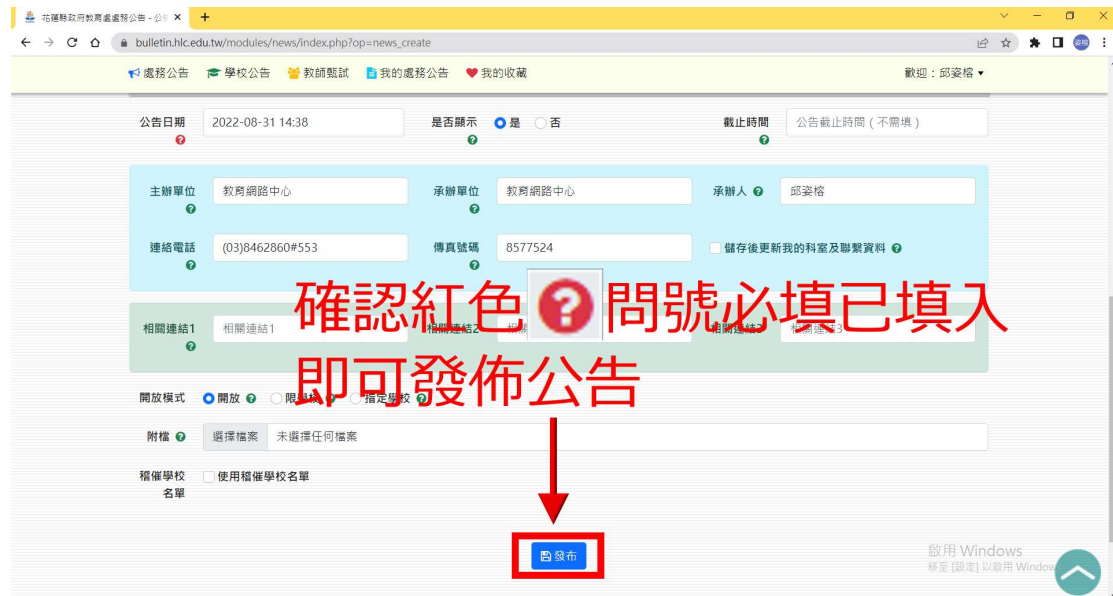 花蓮縣政府教育處處務公告 - 公
bulletin.hlc.edu.tw/modules/news/index.php?op=news_create
處務公告 學校公告 教師甄試 我的處務公告 我的收藏 歡迎：邱姿榕
公告日期 2022-08-31 14:38 是否顯示 是 否 截止時間 公告截止時間 ( 不需填 )
主辦單位 教育網路中心 承辦單位 教育網路中心 承辦人 邱姿榕
連絡電話 (03)8462860#553 傳真號碼 8577524 儲存後更新我的科室及聯繫資料
確認紅色 ? 問號必填已填入
相關連結1 相關連結1 相關連結2 相關連結3 相關連結3
即可發佈公告
開放模式 開放 限學校 指定學校
附檔 選擇檔案 未選擇任何檔案
稽催學校 使用稽催學校名單
名單
發布
啟用 Windows
移至 [設定] 以啟用 Window